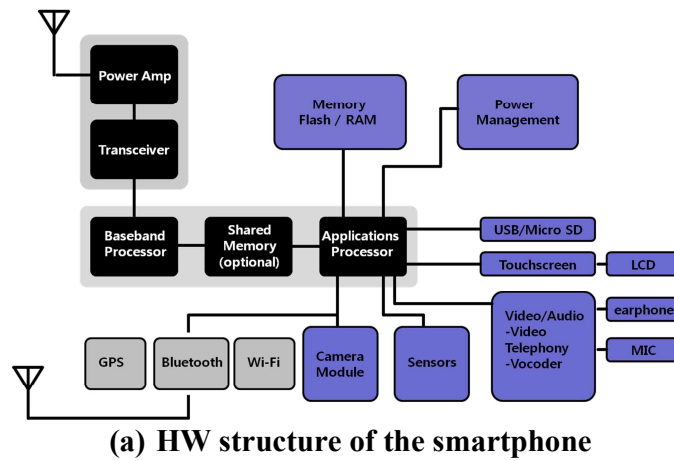 Power Amp
Transceiver
Memory
Flash / RAM
Power
Management
Baseband
Processor
Shared
Memory
(optional)
Applications
Processor
USB/Micro SD
Touchscreen
LCD
GPS
Bluetooth
Wi-Fi
Camera
Module
Sensors
Video/Audio
-Video
Telephony
-Vocoder
earphone
MIC
(a) HW structure of the smartphone